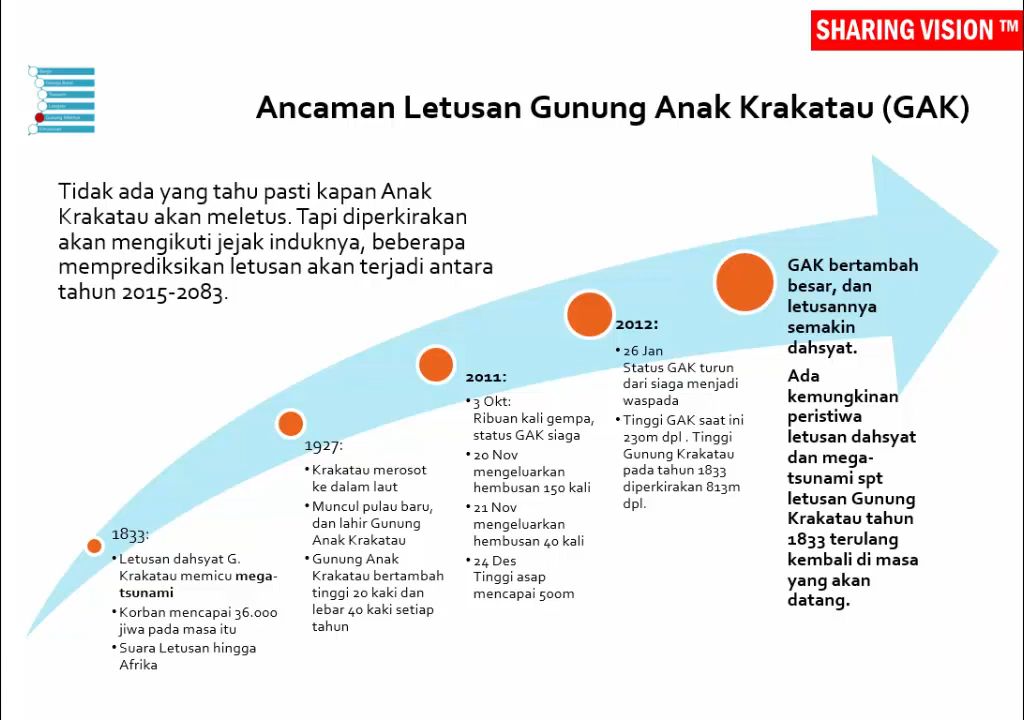 SHARING VISION ™
Ancaman Letusan Gunung Anak Krakatau (GAK)
Tidak ada yang tahu pasti kapan Anak
Krakatau akan meletus. Tapi diperkirakan
akan mengikuti jejak induknya, beberapa
memprediksikan letusan akan terjadi antara
tahun 2015-2083.
1833:
• Letusan dahsyat G.
Krakatau memicu mega-
tsunami
• Korban mencapai 36.000
jiwa pada masa itu
• Suara Letusan hingga
Afrika
1927:
• Krakatau merosot
ke dalam laut
• Muncul pulau baru,
dan lahir Gunung
Anak Krakatau
• Gunung Anak
Krakatau bertambah
tinggi 20 kaki dan
lebar 40 kaki setiap
tahun
2011:
• 3 Okt:
Ribuan kali gempa,
status GAK siaga
• 20 Nov
mengeluarkan
hembusan 150 kali
• 21 Nov
mengeluarkan
hembusan 40 kali
• 24 Des
Tinggi asap
mencapai 500m
2012:
• 26 Jan
Status GAK turun
dari siaga menjadi
waspada
• Tinggi GAK saat ini
230m dpl . Tinggi
Gunung Krakatau
pada tahun 1833
diperkirakan 813m
dpl.
GAK bertambah
besar, dan
letusannya
semakin
dahsyat.
Ada
kemungkinan
peristiwa
letusan dahsyat
dan mega-
tsunami spt
letusan Gunung
Krakatau tahun
1833 terulang
kembali di masa
yang akan
datang.